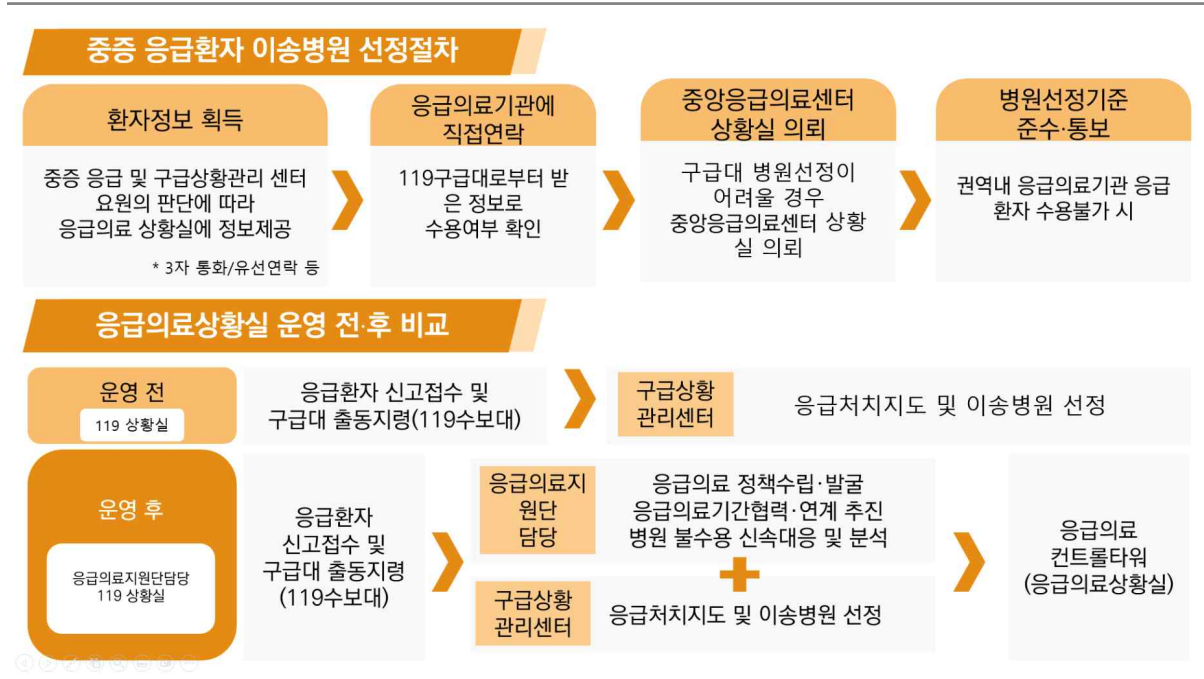 중증 응급환자 이송병원 선정절차
환자정보 획득
중증 응급 및 구급상황관리 센터
요원의 판단에 따라
응급의료 상황실에 정보제공
* 3자 통화/유선연락 등
응급의료기관에
직접연락
119구급대로부터 받
은 정보로
수용여부 확인
중앙응급의료센터
상황실 의뢰
구급대 병원선정이
어려울 경우
중앙응급의료센터 상황
실 의뢰
병원선정기준
준수·통보
권역내 응급의료기관 응급
환자 수용불가 시
응급의료상황실 운영 전·후 비교
운영 전
119 상황실
응급환자 신고접수 및
구급대 출동지령(119수보대)
구급상황
관리센터
응급처치지도 및 이송병원 선정
운영 후
응급의료지원단담당
119 상황실
응급환자
신고접수 및
구급대 출동지령
(119수보대)
응급의료지
원단
담당
응급의료 정책수립·발굴
응급의료기간협력·연계 추진
병원 불수용 신속대응 및 분석
구급상황
관리센터
응급처치지도 및 이송병원 선정
응급의료
컨트롤타워
(응급의료상황실)